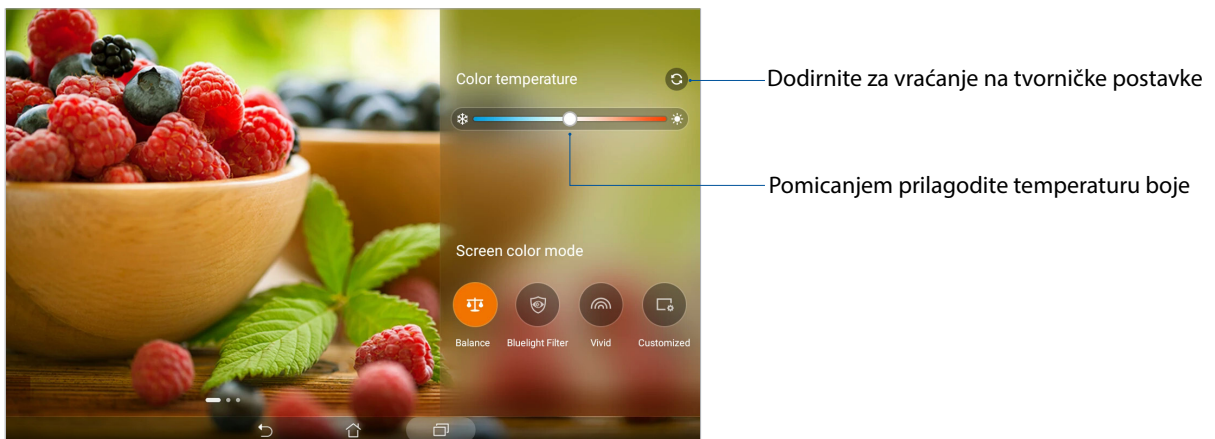 Color temperature
Dodirnite za vraćanje na tvorničke postavke
Pomicanjem prilagodite temperaturu boje
Screen color mode
Balance
Bluelight Filter
Vivid
Customized